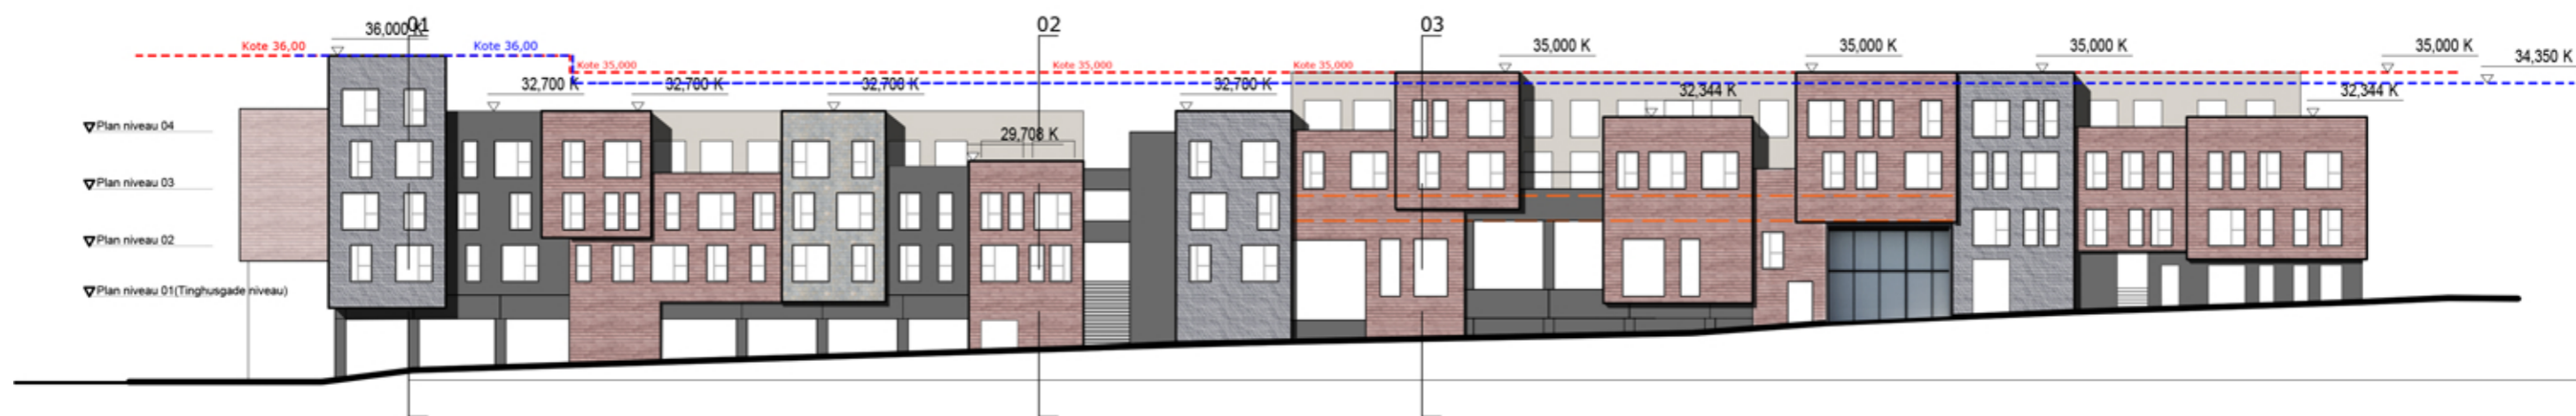 01
02
03
36,000 K
Kote 36,00
Kote 36,00
Kote 35,000
Kote 35,000
Kote 35,000
35,000 K
35,000 K
35,000 K
35,000 K
34,350 K
32,700 K
32,700 K
32,708 K
32,700 K
32,344 K
32,344 K
29,708 K
Plan niveau 04
Plan niveau 03
Plan niveau 02
Plan niveau 01(Tinghusgade niveau)